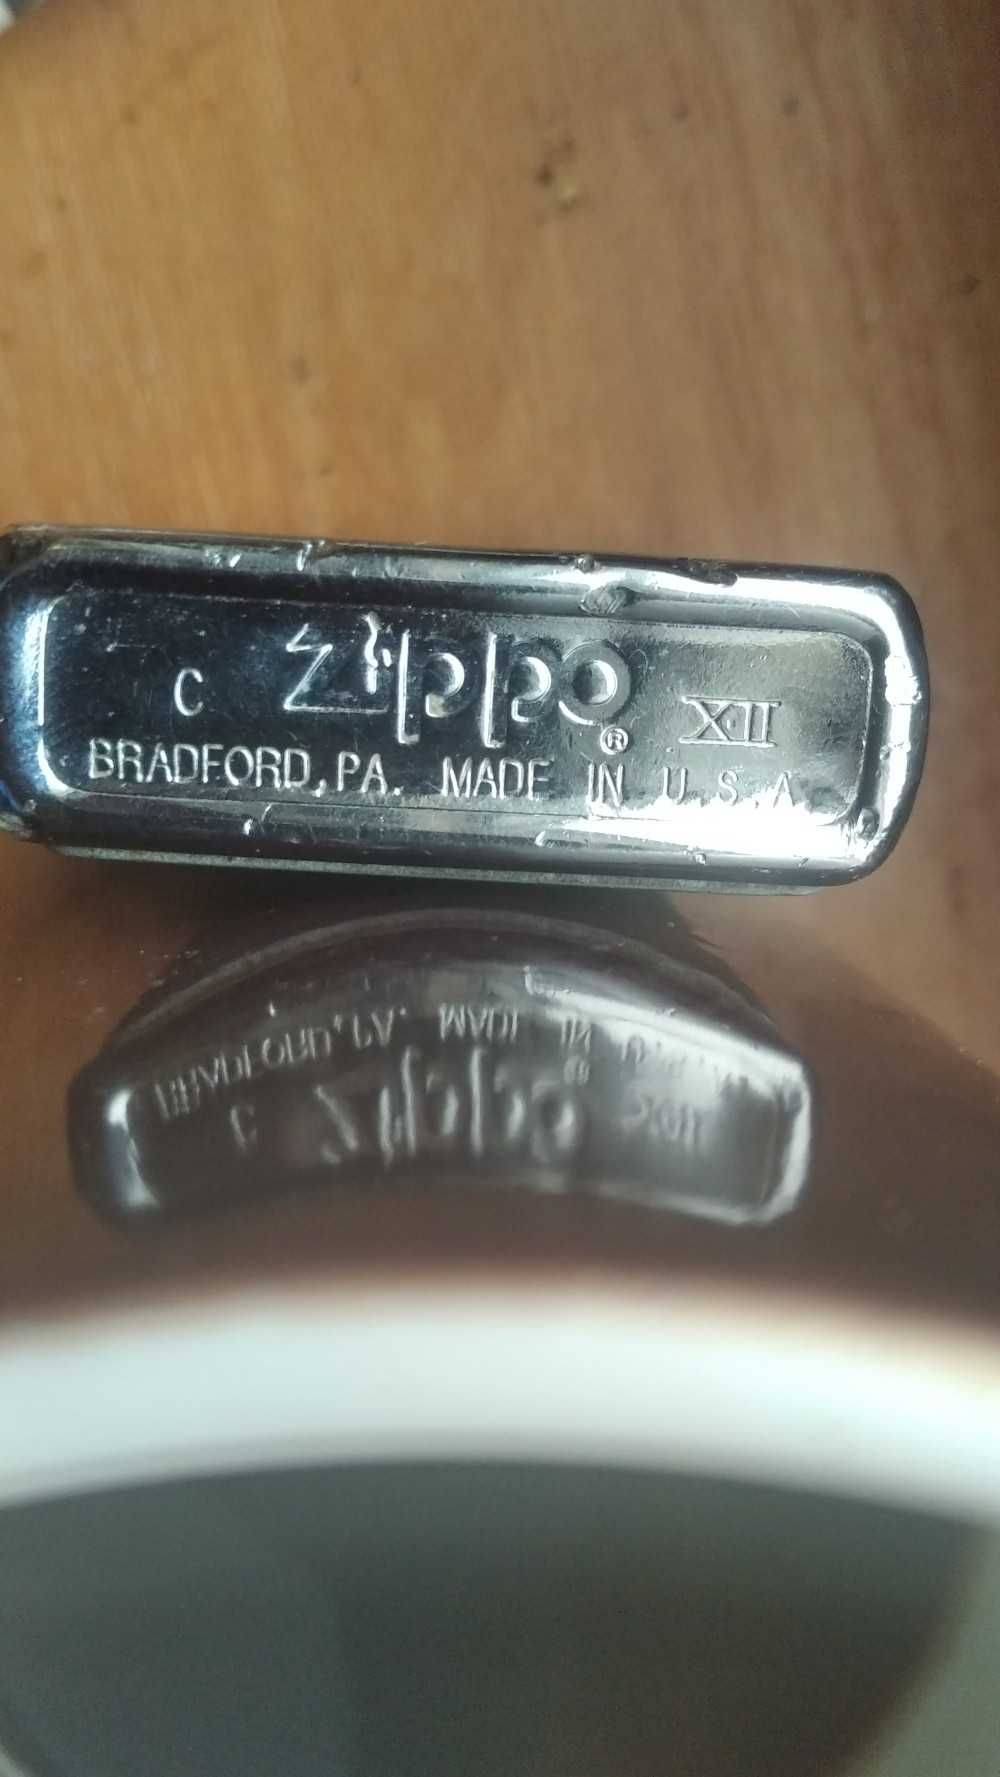 C Zippo® XII
BRADFORD, PA. MADE IN U.S.A